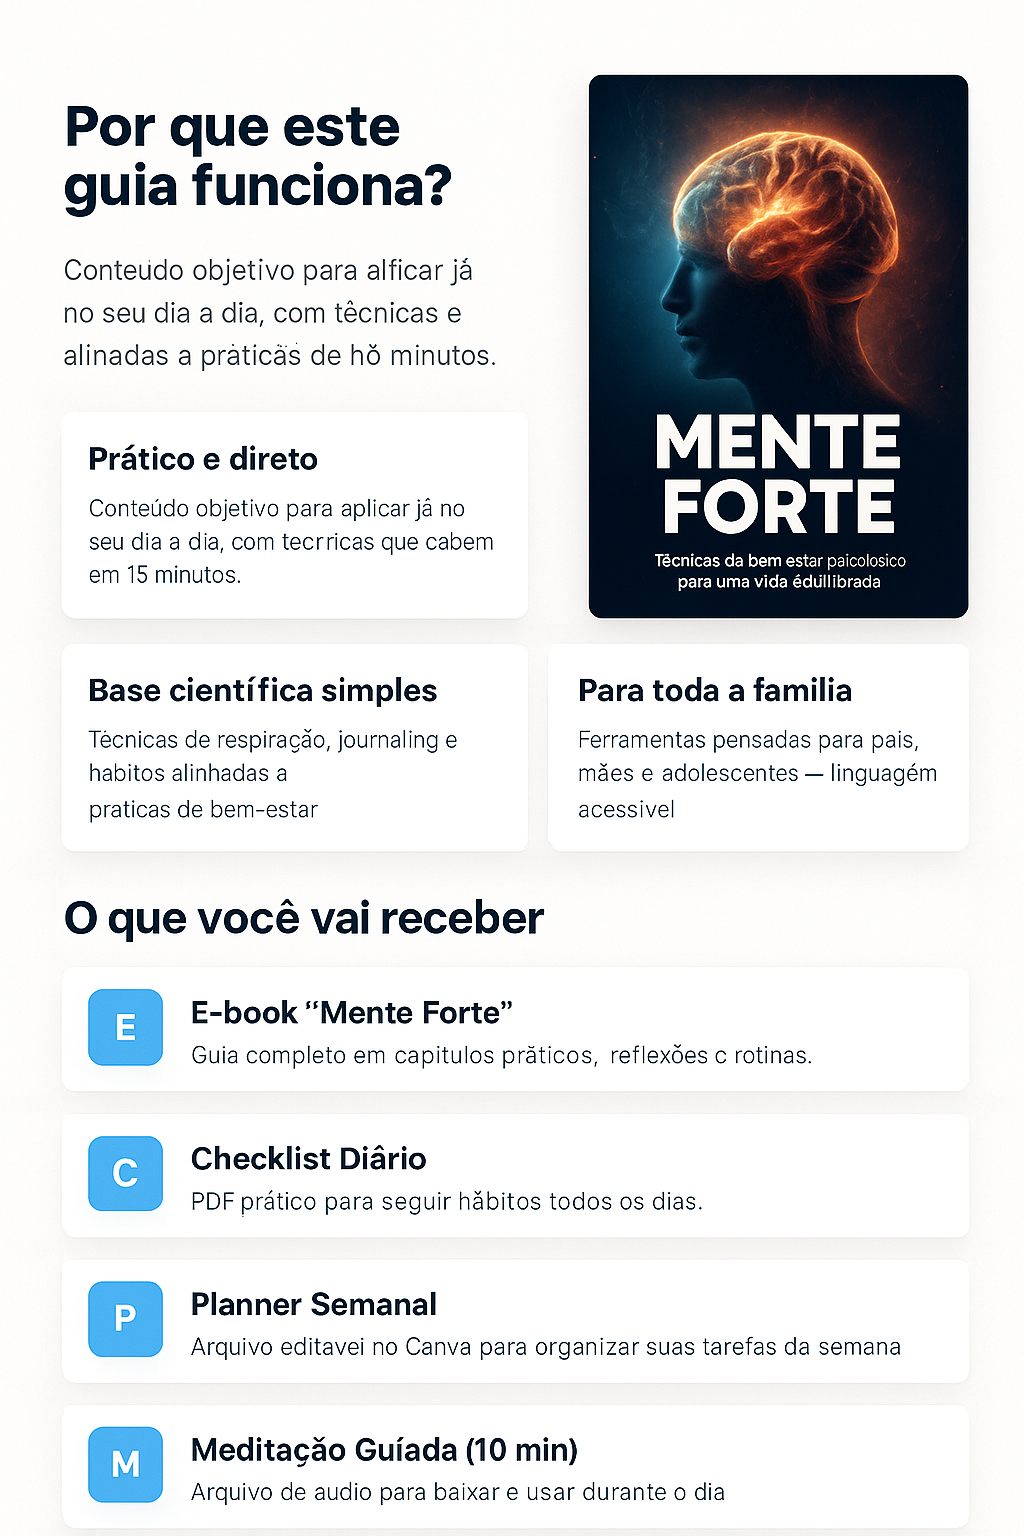 Por que este
guia funciona?
Conteudo objetivo para alficar já
no seu dia a dia, com têcnicas e
alinadas a pràticäs de hŏ minutos.
MENTE
FORTE
Técnicas da bem estar paicolosico
para uma vida édullibrada
Prático e direto
Conteúdo objetivo para aplicar jâ no
seu dia a dia, com tecrricas que cabem
em 15 minutos.
Base científica simples
Técnicas de respiraçăo, journaling e
habitos alinhadas a
praticas de bem-estar
Para toda a familia
Ferramentas pensadas para pais,
mães e adolescentes — linguagém
acessivel
O que você vai receber
E
E-book “Mente Forte”
Guia completo em capitulos prăticos, reflexŏes c rotinas.
C
Checklist Diârio
PDF prático para seguir hăbitos todos os dias.
P
Planner Semanal
Arquivo editavei no Canva para organizar suas tarefas da semana
M
Meditaçăo Guíada (10 min)
Arquivo de audio para baixar e usar durante o dia